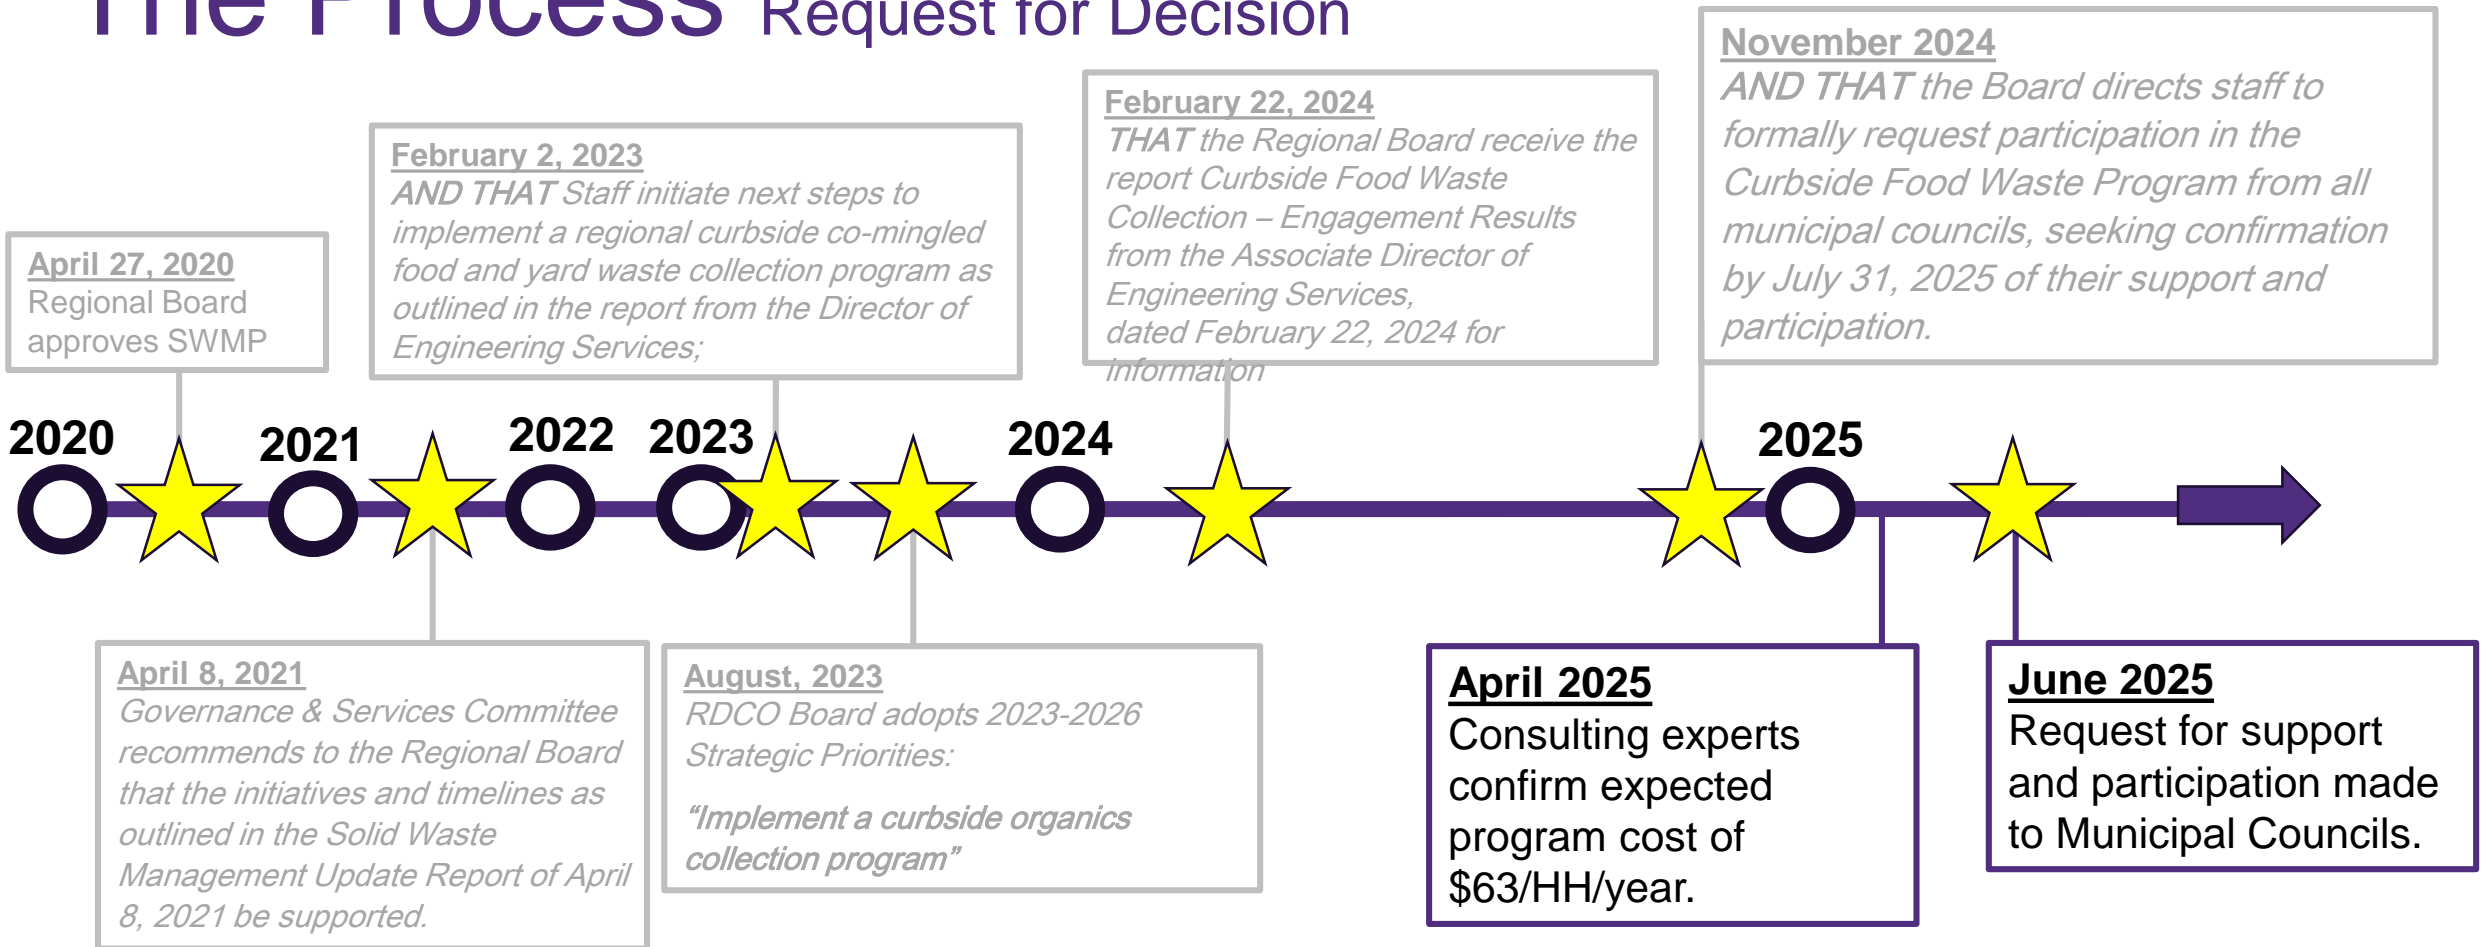 The Process Request for Decision
April 27, 2020
Regional Board
approves SWMP
February 2, 2023
AND THAT Staff initiate next steps to
implement a regional curbside co-mingled
food and yard waste collection program as
outlined in the report from the Director of
Engineering Services;
February 22, 2024
THAT the Regional Board receive the
report Curbside Food Waste
Collection – Engagement Results
from the Associate Director of
Engineering Services,
dated February 22, 2024 for
information
November 2024
AND THAT the Board directs staff to
formally request participation in the
Curbside Food Waste Program from all
municipal councils, seeking confirmation
by July 31, 2025 of their support and
participation.
2020
2021
2022
2023
2024
2025
April 8, 2021
Governance & Services Committee
recommends to the Regional Board
that the initiatives and timelines as
outlined in the Solid Waste
Management Update Report of April
8, 2021 be supported.
August, 2023
RDCO Board adopts 2023-2026
Strategic Priorities:
“Implement a curbside organics
collection program”
April 2025
Consulting experts
confirm expected
program cost of
$63/HH/year.
June 2025
Request for support
and participation made
to Municipal Councils.